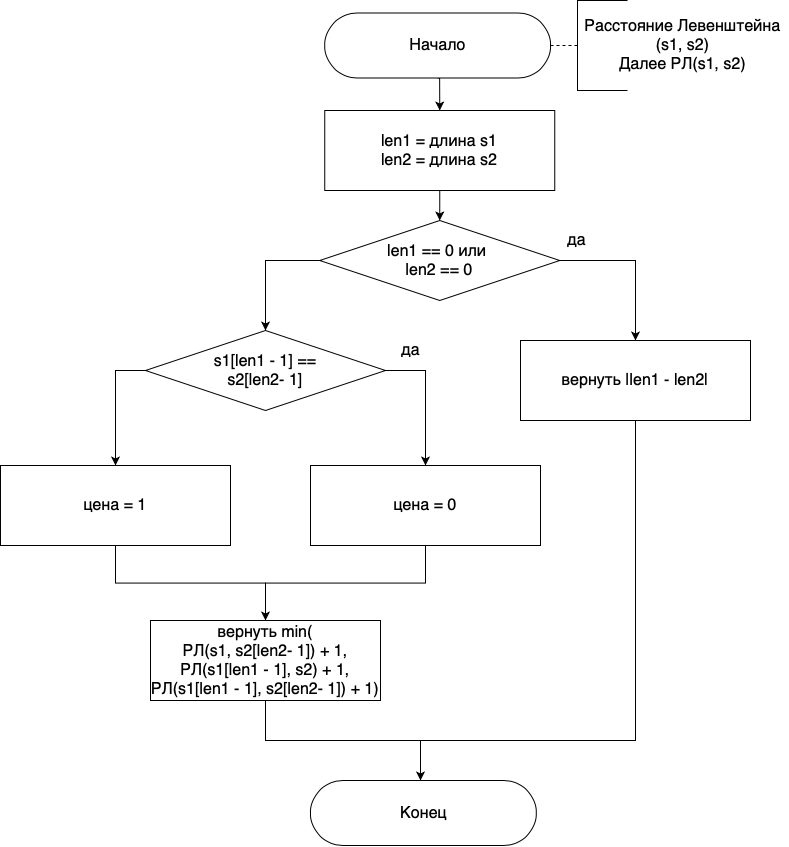 Начало
Расстояние Левенштейна
(s1, s2)
Далее РЛ(s1, s2)
len1 = длина s1
len2 = длина s2
len1 == 0 или
len2 == 0
да
s1[len1 - 1] ==
s2[len2- 1]
да
вернуть |len1 - len2|
цена = 1
цена = 0
вернуть min(
РЛ(s1, s2[len2- 1]) + 1,
РЛ(s1[len1 - 1], s2) + 1,
РЛ(s1[len1 - 1], s2[len2- 1]) + 1)
Конец